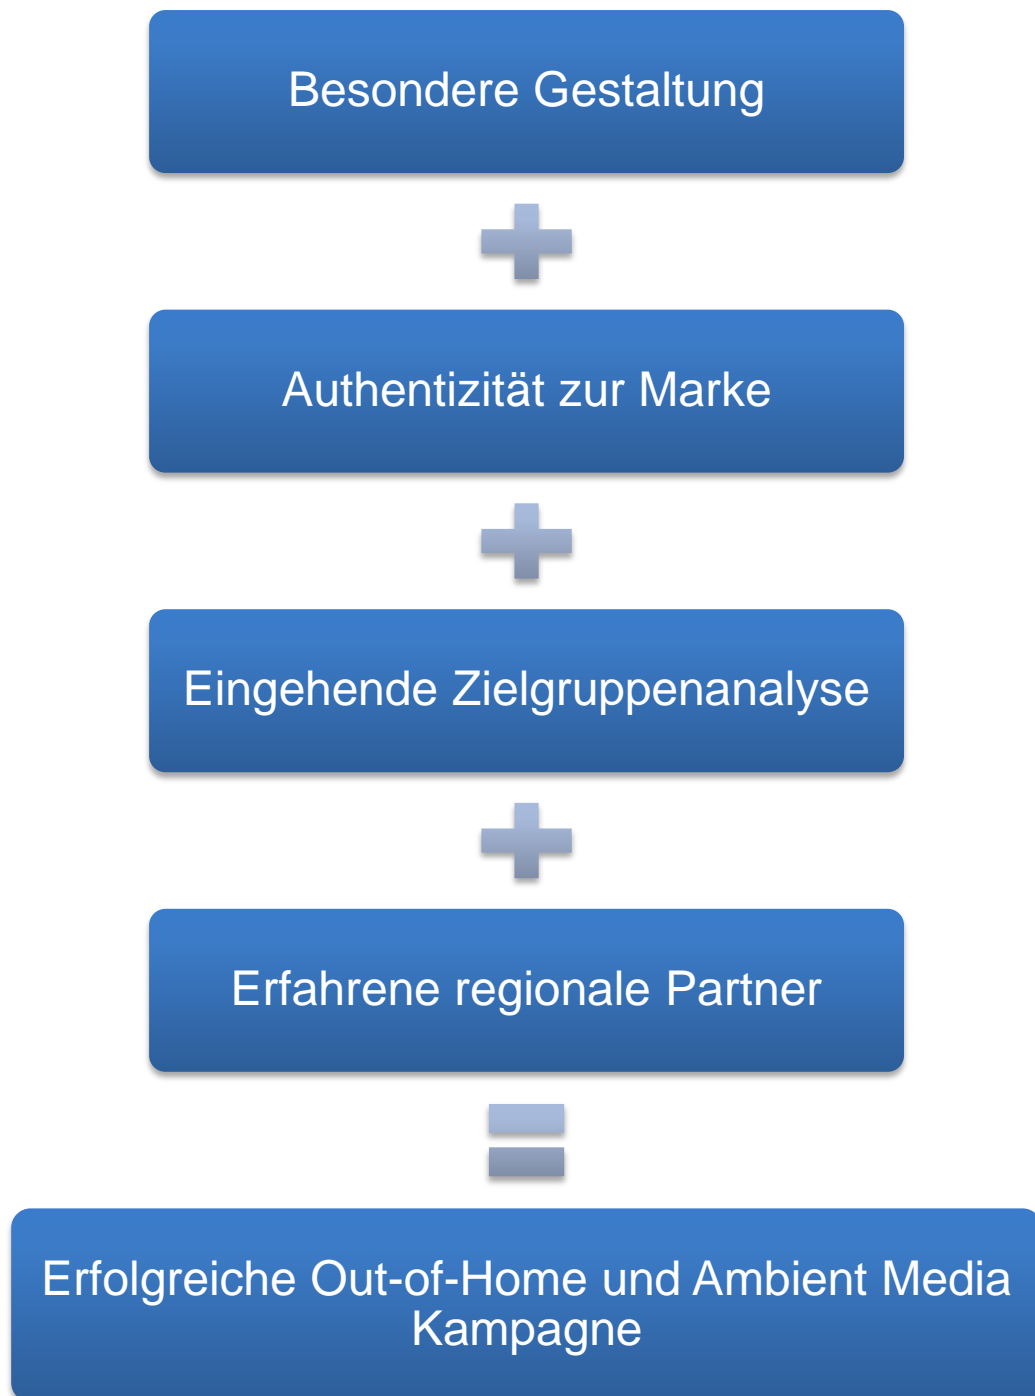 Besondere Gestaltung
Authentizität zur Marke
Eingehende Zielgruppenanalyse
Erfahrene regionale Partner
Erfolgreiche Out-of-Home und Ambient Media
Kampagne